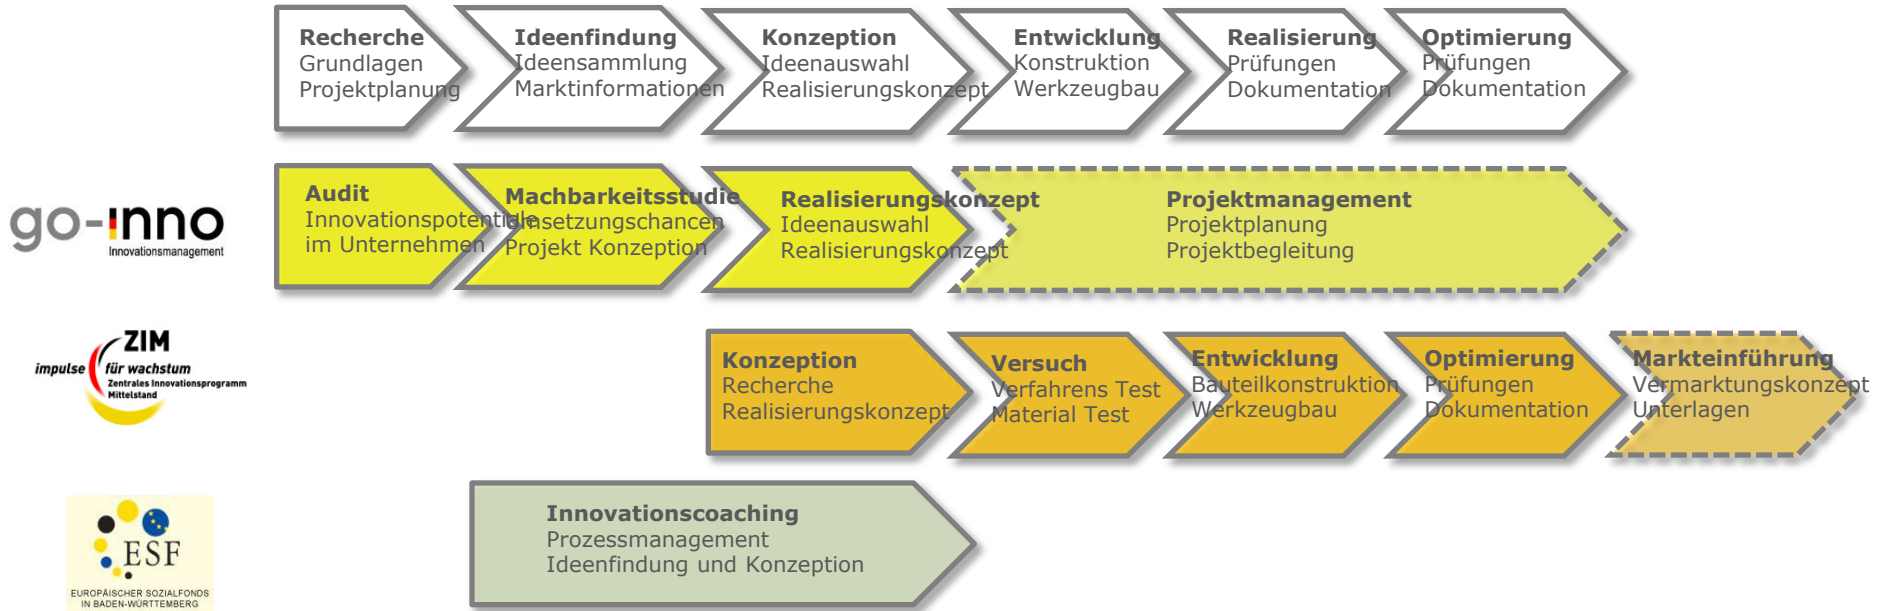 Recherche
Grundlagen
Projektplanung
Ideenfindung
Ideensammlung
Marktinformationen
Konzeption
Ideenauswahl
Realisierungskonzept
Entwicklung
Konstruktion
Werkzeugbau
Realisierung
Prüfungen
Dokumentation
Optimierung
Prüfungen
Dokumentation
go-inno
Innovationsmanagement
Audit
Innovationspotentiale
im Unternehmen
Machbarkeitsstudie
Umsetzungschancen
Projekt Konzeption
Realisierungskonzept
Ideenauswahl
Realisierungskonzept
Projektmanagement
Projektplanung
Projektbegleitung
ZIM
impulse für wachstum
Zentrales Innovationsprogramm
Mittelstand
Konzeption
Recherche
Realisierungskonzept
Versuch
Verfahrens Test
Material Test
Entwicklung
Bauteilkonstruktion
Werkzeugbau
Optimierung
Prüfungen
Dokumentation
Markteinführung
Vermarktungskonzept
Unterlagen
ESF
EUROPÄISCHER SOZIALFONDS
IN BADEN-WÜRTTEMBERG
Innovationscoaching
Prozessmanagement
Ideenfindung und Konzeption